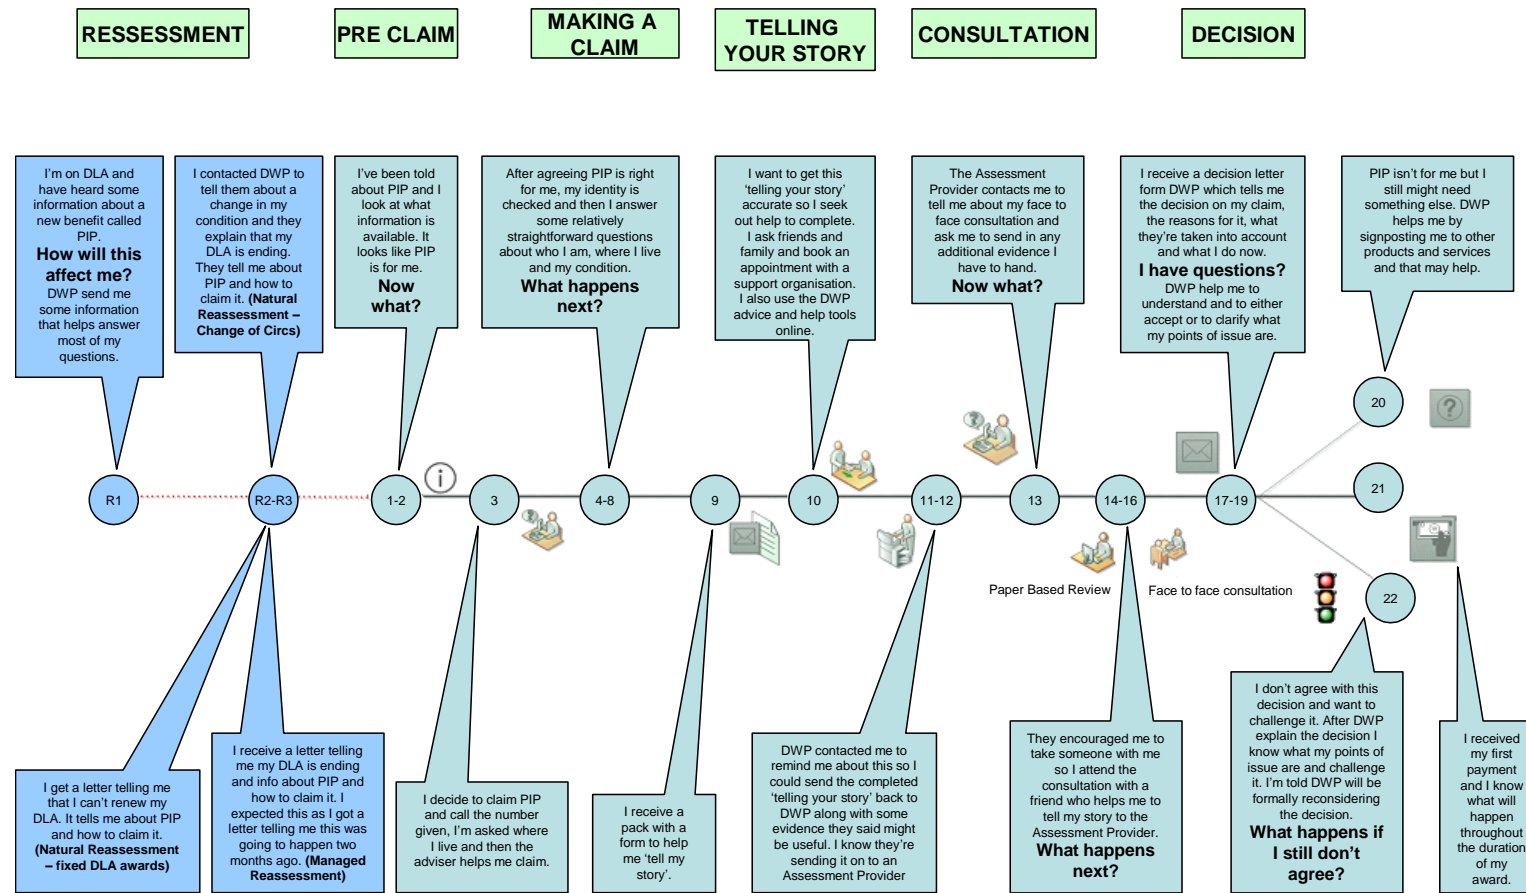 RESSESSMENT
PRE CLAIM
MAKING A
CLAIM
TELLING
YOUR STORY
CONSULTATION
DECISION
I’m on DLA and
have heard some
information about a
new benefit called
PIP.
How will this
affect me?
DWP send me
some information
that helps answer
most of my
questions.
I contacted DWP to
tell them about a
change in my
condition and they
explain that my
DLA is ending.
They tell me about
PIP and how to
claim it. (Natural
Reassessment –
Change of Circs)
I’ve been told
about PIP and I
look at what
information is
available. It
looks like PIP
is for me.
Now
what?
After agreeing PIP is right
for me, my identity is
checked and then I answer
some relatively
straightforward questions
about who I am, where I live
and my condition.
What happens
next?
I want to get this
‘telling your story’
accurate so I seek
out help to complete.
I ask friends and
family and book an
appointment with a
support organisation.
I also use the DWP
advice and help tools
online.
The Assessment
Provider contacts me to
tell me about my face to
face consultation and
ask me to send in any
additional evidence I
have to hand.
Now what?
I receive a decision letter
form DWP which tells me
the decision on my claim,
the reasons for it, what
they’re taken into account
and what I do now.
I have questions?
DWP help me to
understand and to either
accept or to clarify what
my points of issue are.
PIP isn’t for me but I
still might need
something else. DWP
helps me by
signposting me to other
products and services
and that may help.
R1
R2-R3
1-2
i
3
4-8
9
10
11-12
13
14-16
17-19
20
21
22
?
?
?
Paper Based Review
Face to face consultation
I get a letter telling me
that I can’t renew my
DLA. It tells me about PIP
and how to claim it.
(Natural Reassessment
– fixed DLA awards)
I receive a letter telling
me my DLA is ending
and info about PIP and
how to claim it. I
expected this as I got a
letter telling me this was
going to happen two
months ago. (Managed
Reassessment)
I decide to claim PIP
and call the number
given, I’m asked where
I live and then the
adviser helps me claim.
I receive a
pack with a
form to help
me ‘tell my
story’.
DWP contacted me to
remind me about this so I
could send the completed
‘telling your story’ back to
DWP along with some
evidence they said might
be useful. I know they’re
sending it on to an
Assessment Provider
They encouraged me to
take someone with me
so I attend the
consultation with a
friend who helps me to
tell my story to the
Assessment Provider.
What happens
next?
I don’t agree with this
decision and want to
challenge it. After DWP
explain the decision I
know what my points of
issue are and challenge
it. I’m told DWP will be
formally reconsidering
the decision.
What happens if
I still don’t
agree?
I received
my first
payment
and I know
what will
happen
throughout
the duration
of my
award.